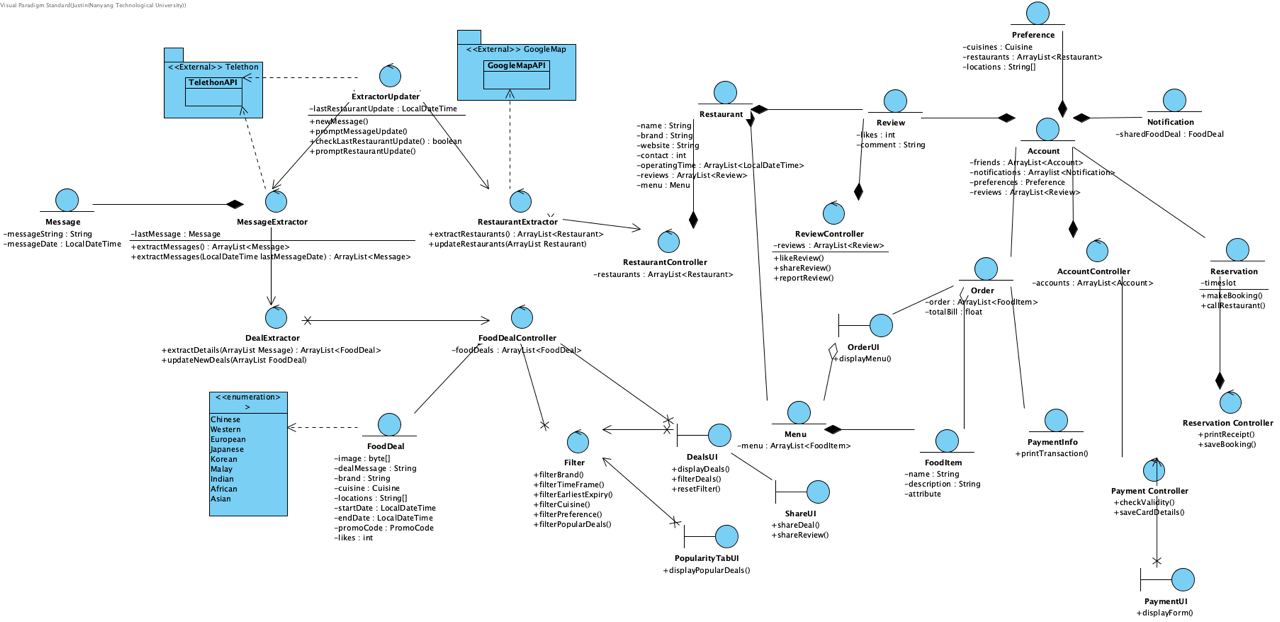 Visual Paradigm Standard(Justin(Nanyang Technological University))
<<External>> Telethon
TelethonAPI
<<External>> GoogleMap
GoogleMapAPI
ExtractorUpdater
-lastRestaurantUpdate : LocalDateTime
+newMessage()
+promptMessageUpdate()
+checkLastRestaurantUpdate() : boolean
+promptRestaurantUpdate()
Preference
-cuisines : Cuisine
-restaurants : ArrayList<Restaurant>
-locations : String[]
Restaurant
-name : String
-brand : String
-website : String
-contact : int
-operatingTime : ArrayList<LocalDateTime>
-reviews : ArrayList<Review>
-menu : Menu
Review
-likes : int
-comment : String
Notification
-sharedFoodDeal : FoodDeal
Account
-friends : ArrayList<Account>
-notifications : Arraylist<Notification>
-preferences : Preference
-reviews : ArrayList<Review>
Message
-messageString : String
-messageDate : LocalDateTime
MessageExtractor
-lastMessage : Message
+extractMessages() : ArrayList<Message>
+extractMessages(LocalDateTime lastMessageDate) : ArrayList<Message>
RestaurantExtractor
+extractRestaurants() : ArrayList<Restaurant>
+updateRestaurants(ArrayList Restaurant)
RestaurantController
-restaurants : ArrayList<Restaurant>
ReviewController
-reviews : ArrayList<Review>
+likeReview()
+shareReview()
+reportReview()
Order
-order : ArrayList<FoodItem>
-totalBill : float
AccountController
-accounts : ArrayList<Account>
Reservation
-timeslot
+makeBooking()
+callRestaurant()
DealExtractor
+extractDetails(ArrayList Message) : ArrayList<FoodDeal>
+updateNewDeals(ArrayList FoodDeal)
FoodDealController
-foodDeals : ArrayList<FoodDeal>
OrderUI
+displayMenu()
<<enumeration>
>
Chinese
Western
European
Japanese
Korean
Malay
Indian
African
Asian
FoodDeal
-image : byte[]
-dealMessage : String
-brand : String
-cuisine : Cuisine
-locations : String[]
-startDate : LocalDateTime
-endDate : LocalDateTime
-promoCode : PromoCode
-likes : int
Filter
+filterBrand()
+filterTimeFrame()
+filterEarliestExpiry()
+filterCuisine()
+filterPreference()
+filterPopularDeals()
DealsUI
+displayDeals()
+filterDeals()
+resetFilter()
Menu
-menu : ArrayList<FoodItem>
FoodItem
-name : String
-description : String
-attribute
PaymentInfo
+printTransaction()
Reservation Controller
+printReceipt()
+saveBooking()
ShareUI
+shareDeal()
+shareReview()
Payment Controller
+checkValidity()
+saveCardDetails()
PopularityTabUI
+displayPopularDeals()
PaymentUI
+displayForm()